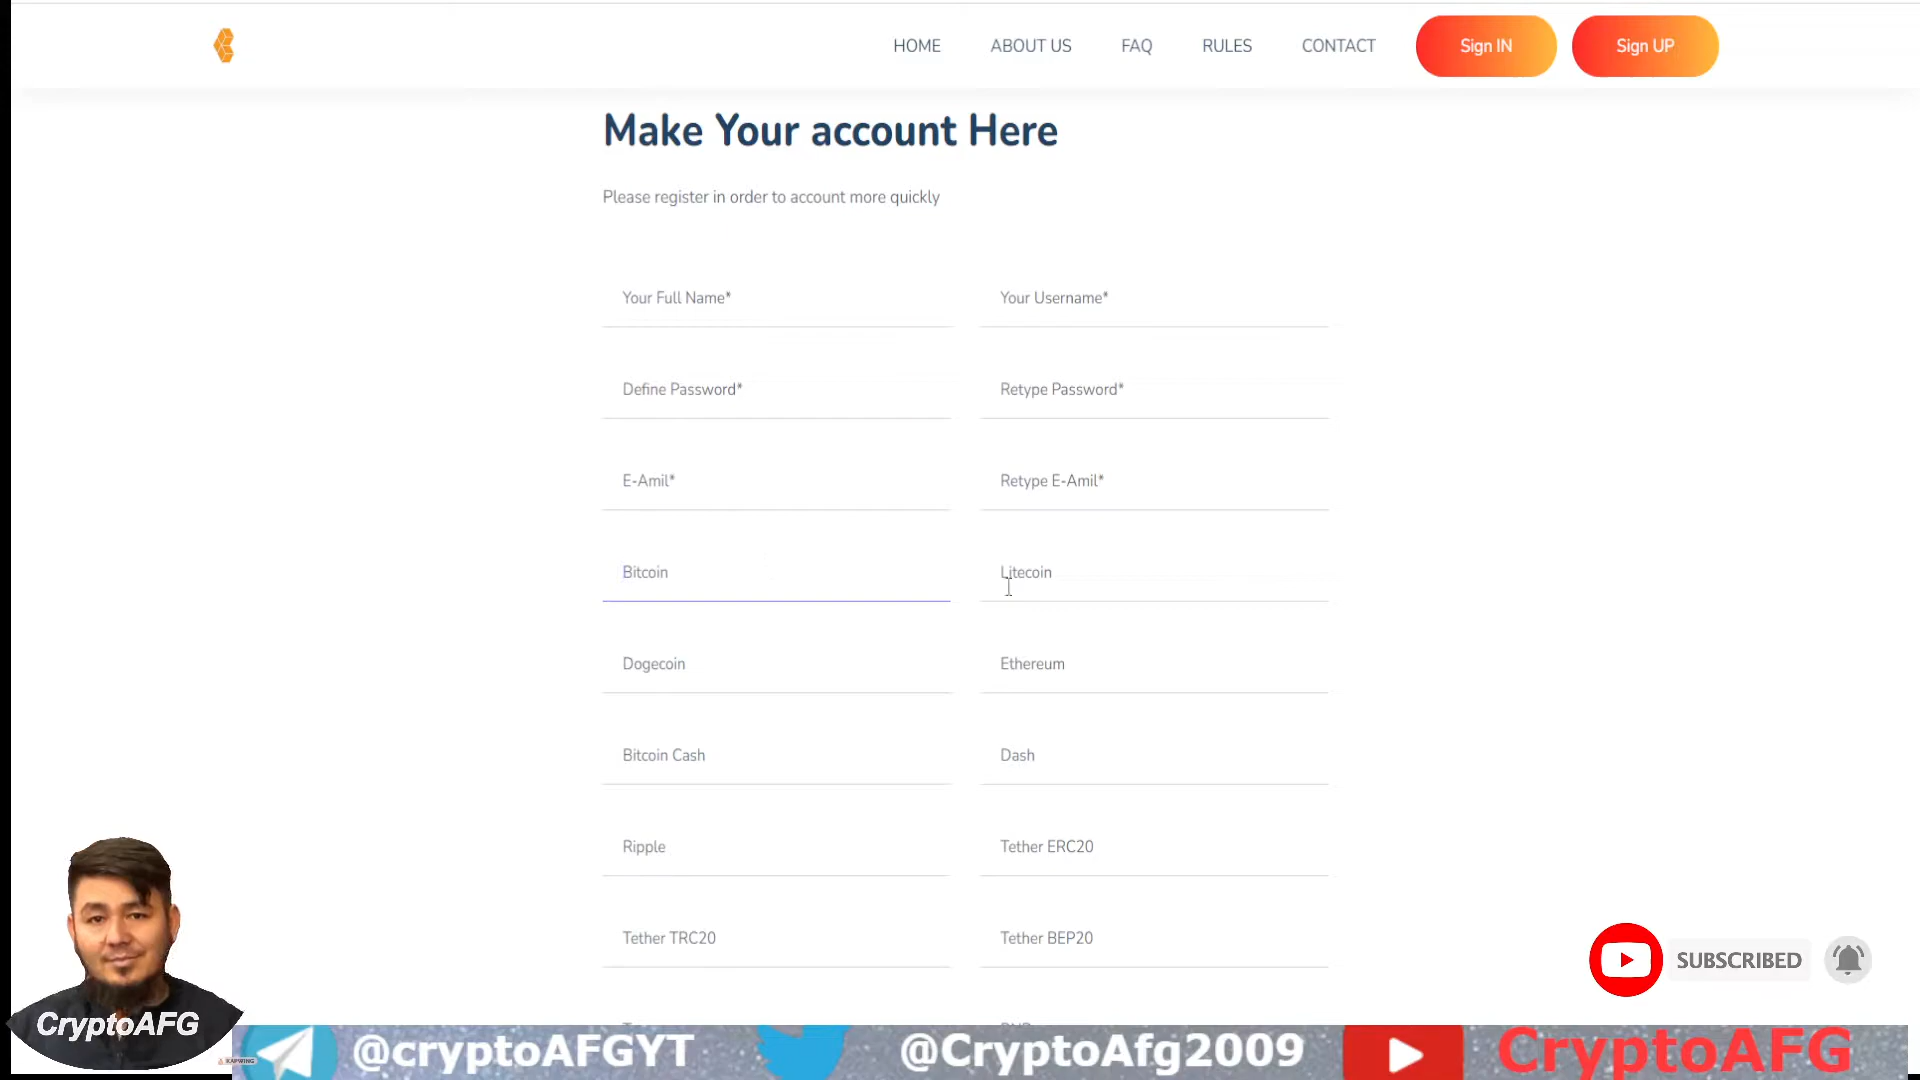 HOME ABOUT US FAQ RULES CONTACT Sign IN Sign UP
Make Your account Here
Please register in order to account more quickly
Your Full Name* Your Username*
Define Password* Retype Password*
E-Amil* Retype E-Amil*
Bitcoin Litecoin
Dogecoin Ethereum
Bitcoin Cash Dash
Ripple Tether ERC20
Tether TRC20 Tether BEP20
SUBSCRIBED
CryptoAFG
KAPWING
@cryptoAFGYT @CryptoAfg2009 CryptoAFG